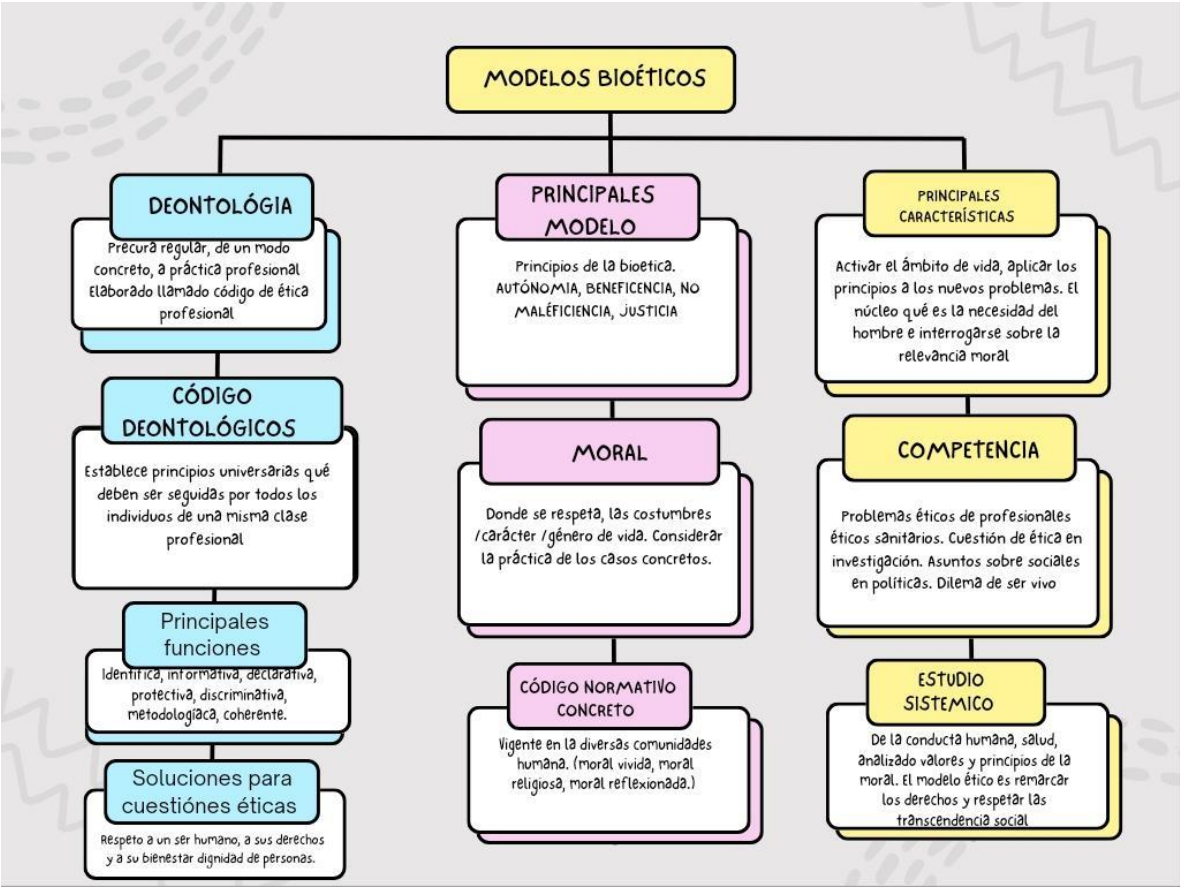 MODELOS BIOÉTICOS
DEONTOLÓGIA
Precura regular, de un modo
concreto, a práctica profesional
Elaborado llamado código de ética
profesional
CÓDIGO
DEONTOLÓGICOS
Establece principios universarias qué
deben ser seguidas por todos los
individuos de una misma clase
profesional
Principales
funciones
Identifica, informativa, declarativa,
protectiva, discriminativa,
metodologíaca, coherente.
Soluciones para
cuestiónes éticas
Respeto a un ser humano, a sus derechos
y a su bienestar dignidad de personas.
PRINCIPALES
MODELO
Principios de la bioetica.
AUTÓNOMIA, BENEFICENCIA, NO
MALÉFICIENCIA, JUSTICIA
MORAL
Donde se respeta, las costumbres
/carácter /género de vida. Considerar
la práctica de los casos concretos.
CÓDIGO NORMATIVO
CONCRETO
Vigente en la diversas comunidades
humana. (moral vivida, moral
religiosa, moral reflexionada.)
PRINCIPALES
CARACTERÍSTICAS
Activar el ámbito de vida, aplicar los
principios a los nuevos problemas. El
núcleo qué es la necesidad del
hombre e interrogarse sobre la
relevancia moral
COMPETENCIA
Problemas éticos de profesionales
éticos sanitarios. Cuestión de ética en
investigación. Asuntos sobre sociales
en políticas. Dilema de ser vivo
ESTUDIO
SISTEMICO
De la conducta humana, salud,
analizado valores y principios de la
moral. El modelo ético es remarcar
los derechos y respetar las
transcendencia social